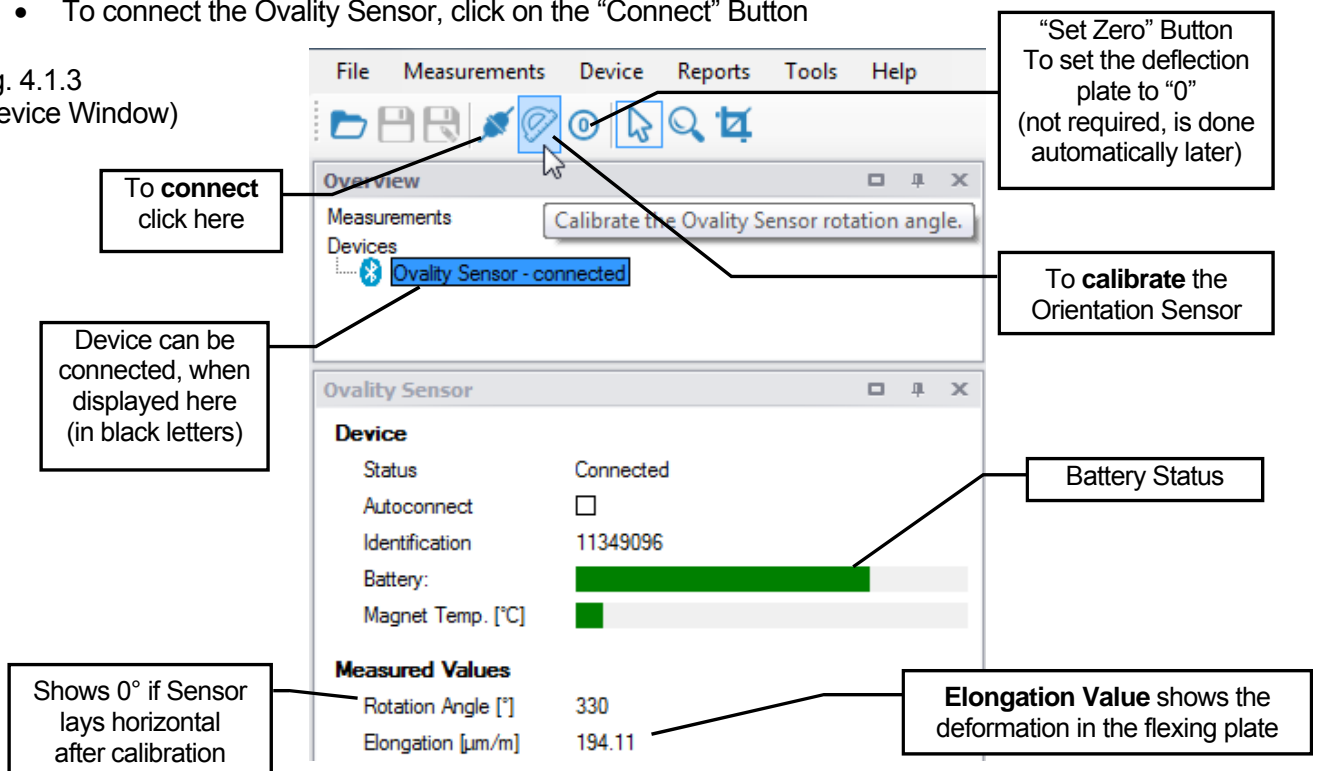 • To connect the Ovality Sensor, click on the “Connect” Button
g. 4.1.3
evice Window)
“Set Zero” Button
To set the deflection
plate to “0”
(not required, is done
automatically later)
File Measurements Device Reports Tools Help
0
To connect
click here
Overview
Measurements
Calibrate the Ovality Sensor rotation angle.
Devices
Ovality Sensor - connected
To calibrate the
Orientation Sensor
Device can be
connected, when
displayed here
(in black letters)
Ovality Sensor
Device
Status Connected
Autoconnect
Identification 11349096
Battery:
Magnet Temp. [°C]
Battery Status
Measured Values
Rotation Angle [°] 330
Elongation [µm/m] 194.11
Shows 0° if Sensor
lays horizontal
after calibration
Elongation Value shows the
deformation in the flexing plate